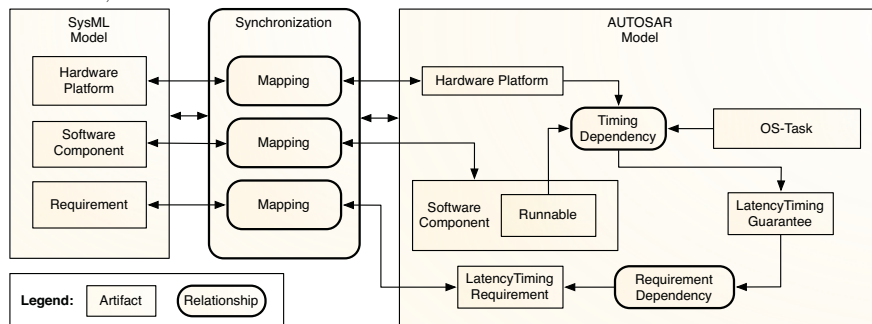 SysML
Model
Synchronization
AUTOSAR
Model
Hardware
Platform
Mapping
Hardware Platform
Timing
Dependency
OS-Task
Software
Component
Mapping
Software
Component
Runnable
LatencyTiming
Guarantee
Requirement
Mapping
LatencyTiming
Requirement
Requirement
Dependency
Legend:
Artifact
Relationship